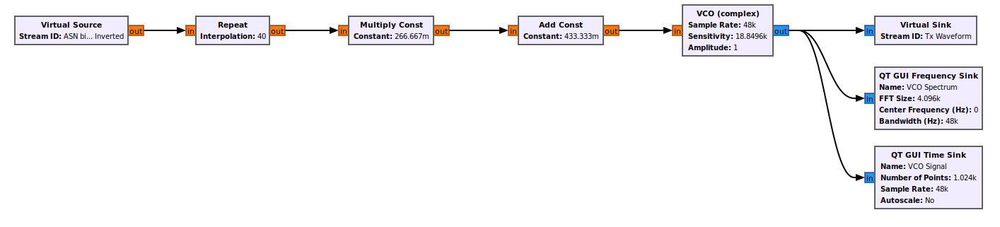 Virtual Source
Stream ID: ASN bi... Inverted
out
in
Repeat
Interpolation: 40
out
in
Multiply Const
Constant: 266.667m
out
in
Add Const
Constant: 433.333m
out
in
VCO (complex)
Sample Rate: 48k
Sensitivity: 18.8496k
Amplitude: 1
out
in
Virtual Sink
Stream ID: Tx Waveform
in
QT GUI Frequency Sink
Name: VCO Spectrum
FFT Size: 4.096k
Center Frequency (Hz): 0
Bandwidth (Hz): 48k
in
QT GUI Time Sink
Name: VCO Signal
Number of Points: 1.024k
Sample Rate: 48k
Autoscale: No